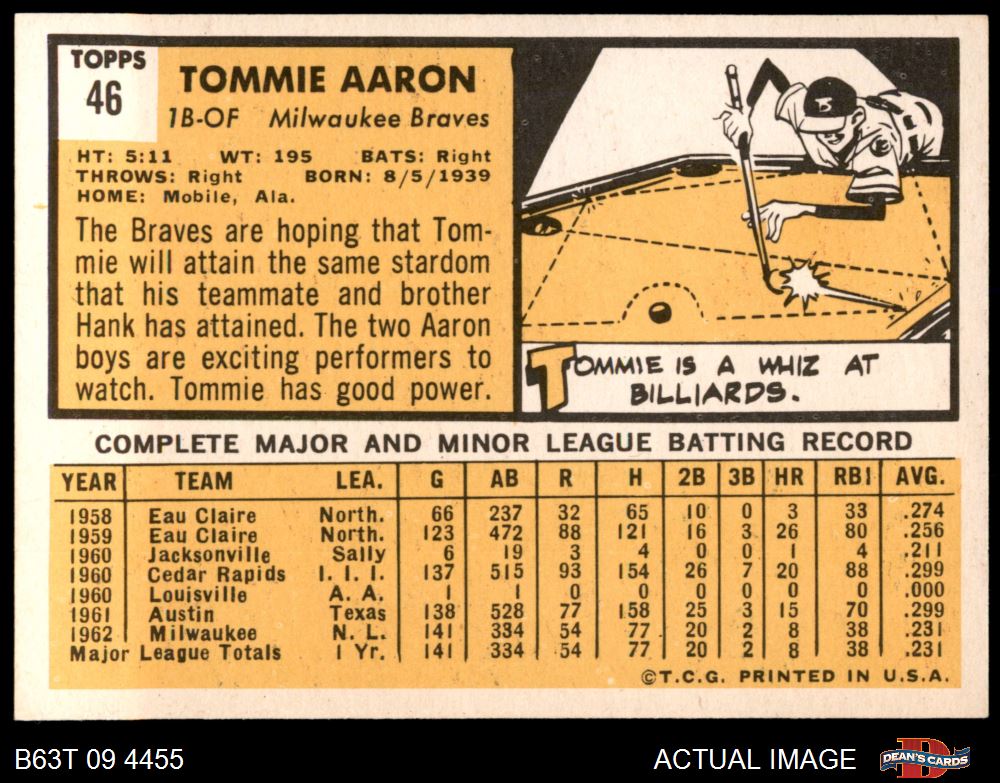 TOPPS
46
TOMMIE AARON
1B-OF Milwaukee Braves
HT: 5:11 WT: 195 BATS: Right
THROWS: Right BORN: 8/5/1939
HOME: Mobile, Ala.
The Braves are hoping that Tom-
mie will attain the same stardom
that his teammate and brother
Hank has attained. The two Aaron
boys are exciting performers to
watch. Tommie has good power.
TOMMIE IS A WHIZ AT
BILLIARDS.
COMPLETE MAJOR AND MINOR LEAGUE BATTING RECORD
YEAR TEAM LEA. G AB R H 2B 3B HR RBI AVG.
1958 Eau Claire North. 66 237 32 65 10 0 3 33 .274
1959 Eau Claire North. 123 472 88 121 16 3 26 80 .256
1960 Jacksonville Sally 6 19 3 4 0 0 1 4 .211
1960 Cedar Rapids I. I. I. 137 515 93 154 26 7 20 88 .299
1960 Louisville A. A. 1 1 0 0 0 0 0 0 .000
1961 Austin Texas 138 528 77 158 25 3 15 70 .299
1962 Milwaukee N. L. 141 334 54 77 20 2 8 38 .231
Major League Totals 1 Yr. 141 334 54 77 20 2 8 38 .231
©T.C.G. PRINTED IN U.S.A.
B63T 09 4455 ACTUAL IMAGE DEAN'S CARDS